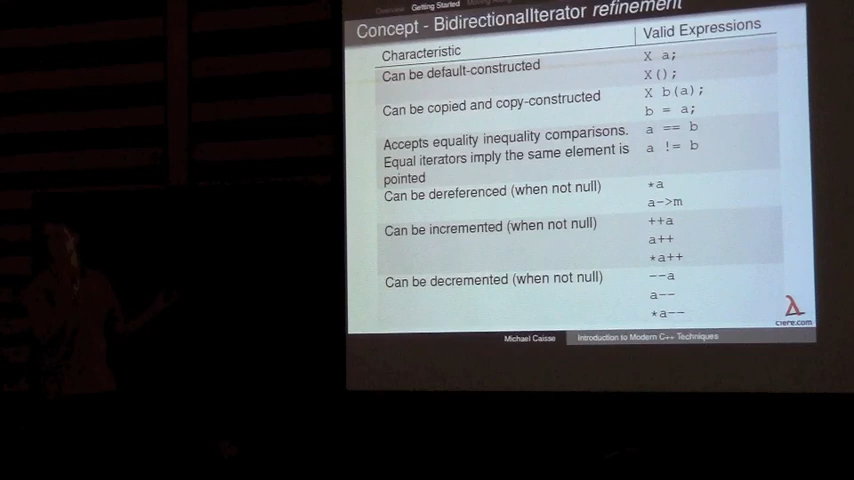 Overview Getting Started
Concept - BidirectionalIterator refinement
Characteristic Valid Expressions
Can be default-constructed X a;
X();
Can be copied and copy-constructed X b(a);
b = a;
Accepts equality inequality comparisons. a == b
Equal iterators imply the same element is a != b
pointed
Can be dereferenced (when not null) *a
a->m
Can be incremented (when not null) ++a
a++
*a++
Can be decremented (when not null) --a
a--
*a--
ciere.com
Michael Caisse Introduction to Modern C++ Techniques